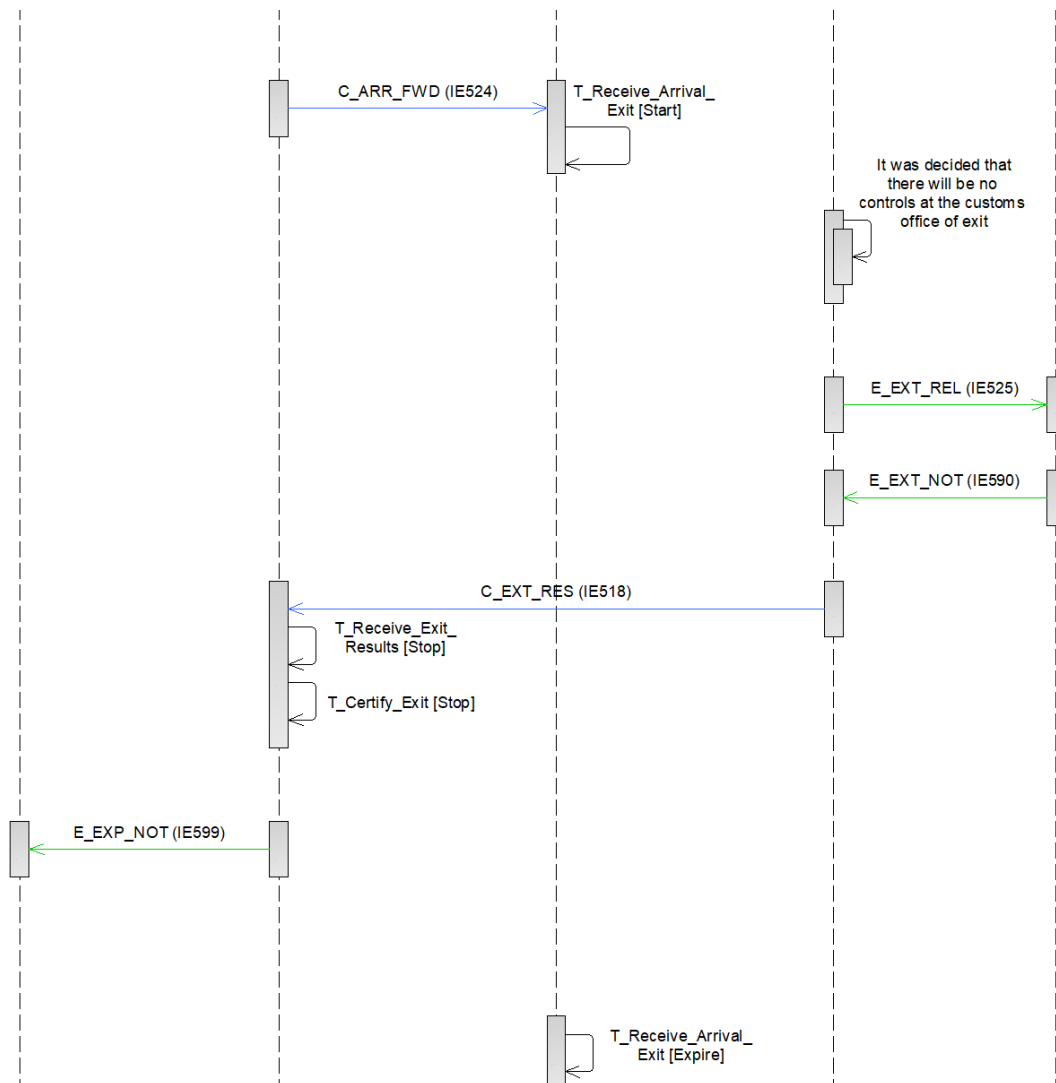 C_ARR_FWD (IE524)
T_Receive_Arrival_
Exit [Start]
It was decided that
there will be no
controls at the customs
office of exit
E_EXT_REL (IE525)
E_EXT_NOT (IE590)
C_EXT_RES (IE518)
T_Receive_Exit_
Results [Stop]
T_Certify_Exit [Stop]
E_EXP_NOT (IE599)
T_Receive_Arrival_
Exit [Expire]